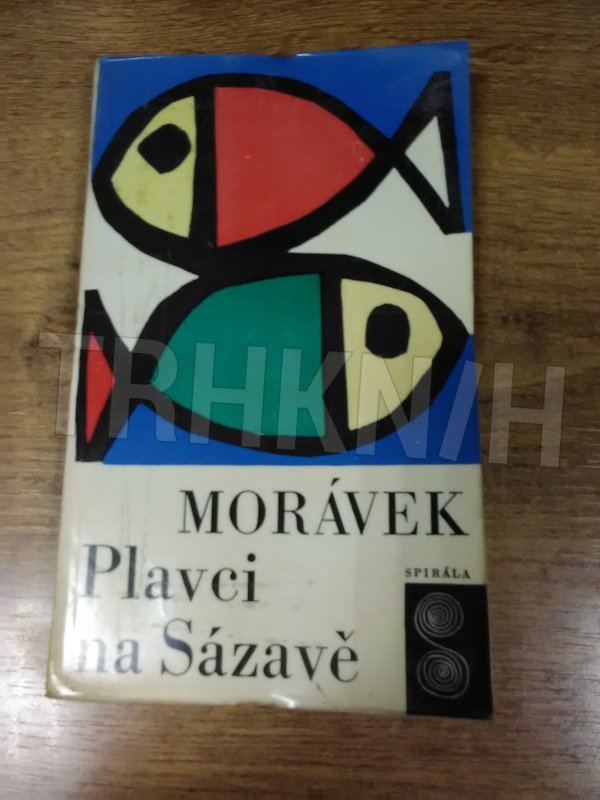 TRHKNIH
MORÁVEK
Plavci
na Sázavě
SPIRÁLA